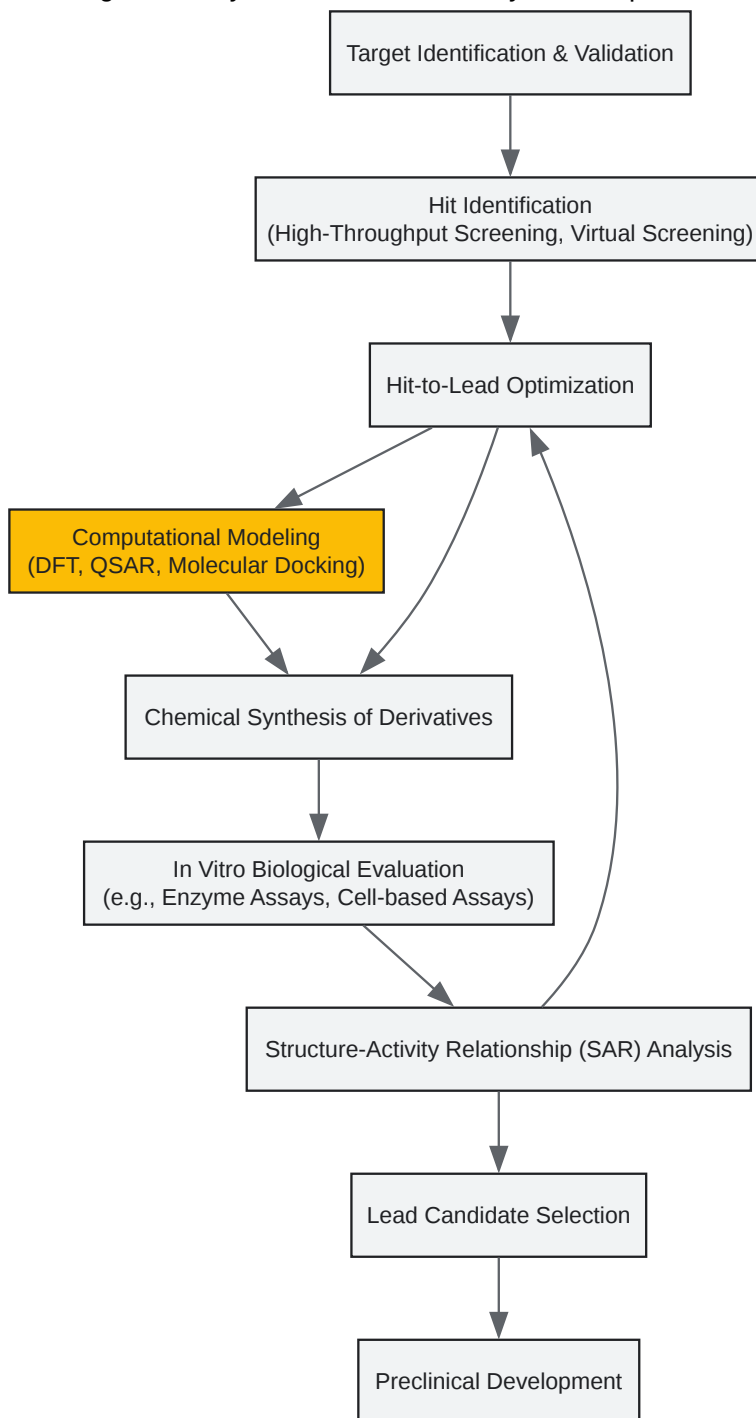 Target Identification & Validation
Hit Identification
(High-Throughput Screening, Virtual Screening)
Hit-to-Lead Optimization
Computational Modeling
(DFT, QSAR, Molecular Docking)
Chemical Synthesis of Derivatives
In Vitro Biological Evaluation
(e.g., Enzyme Assays, Cell-based Assays)
Structure-Activity Relationship (SAR) Analysis
Lead Candidate Selection
Preclinical Development